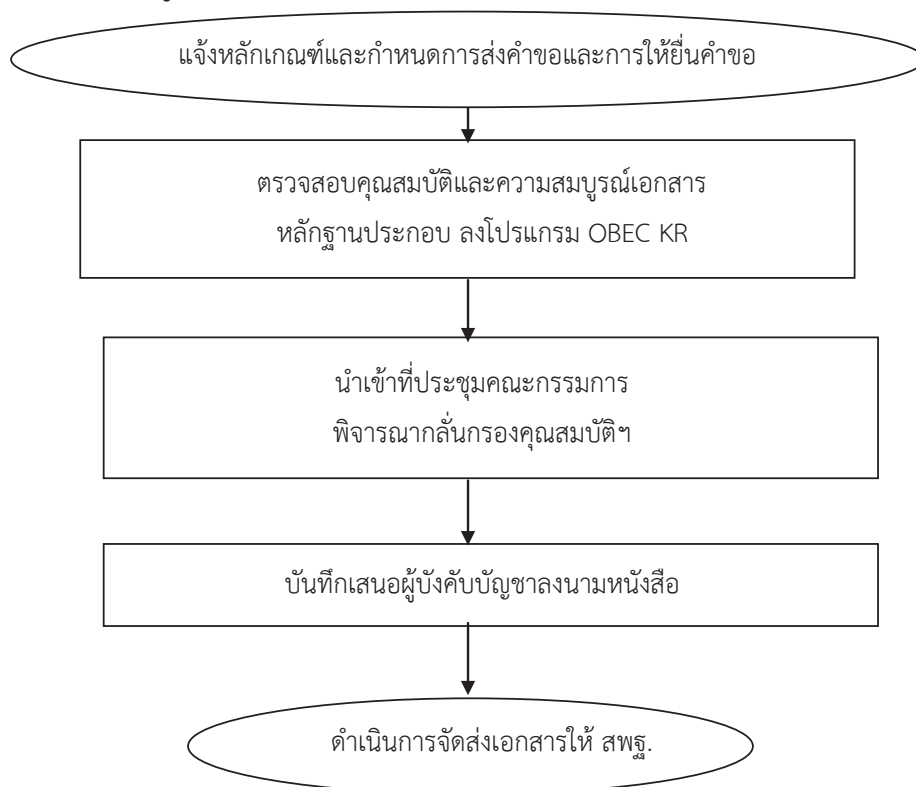 แจ้งหลักเกณฑ์และกำหนดการส่งคำขอและการให้ยื่นคำขอ
ตรวจสอบคุณสมบัติและความสมบูรณ์เอกสาร
หลักฐานประกอบ ลงโปรแกรม OBEC KR
นำเข้าที่ประชุมคณะกรรมการ
พิจารณากลั่นกรองคุณสมบัติฯ
บันทึกเสนอผู้บังคับบัญชาลงนามหนังสือ
ดำเนินการจัดส่งเอกสารให้ สพฐ.